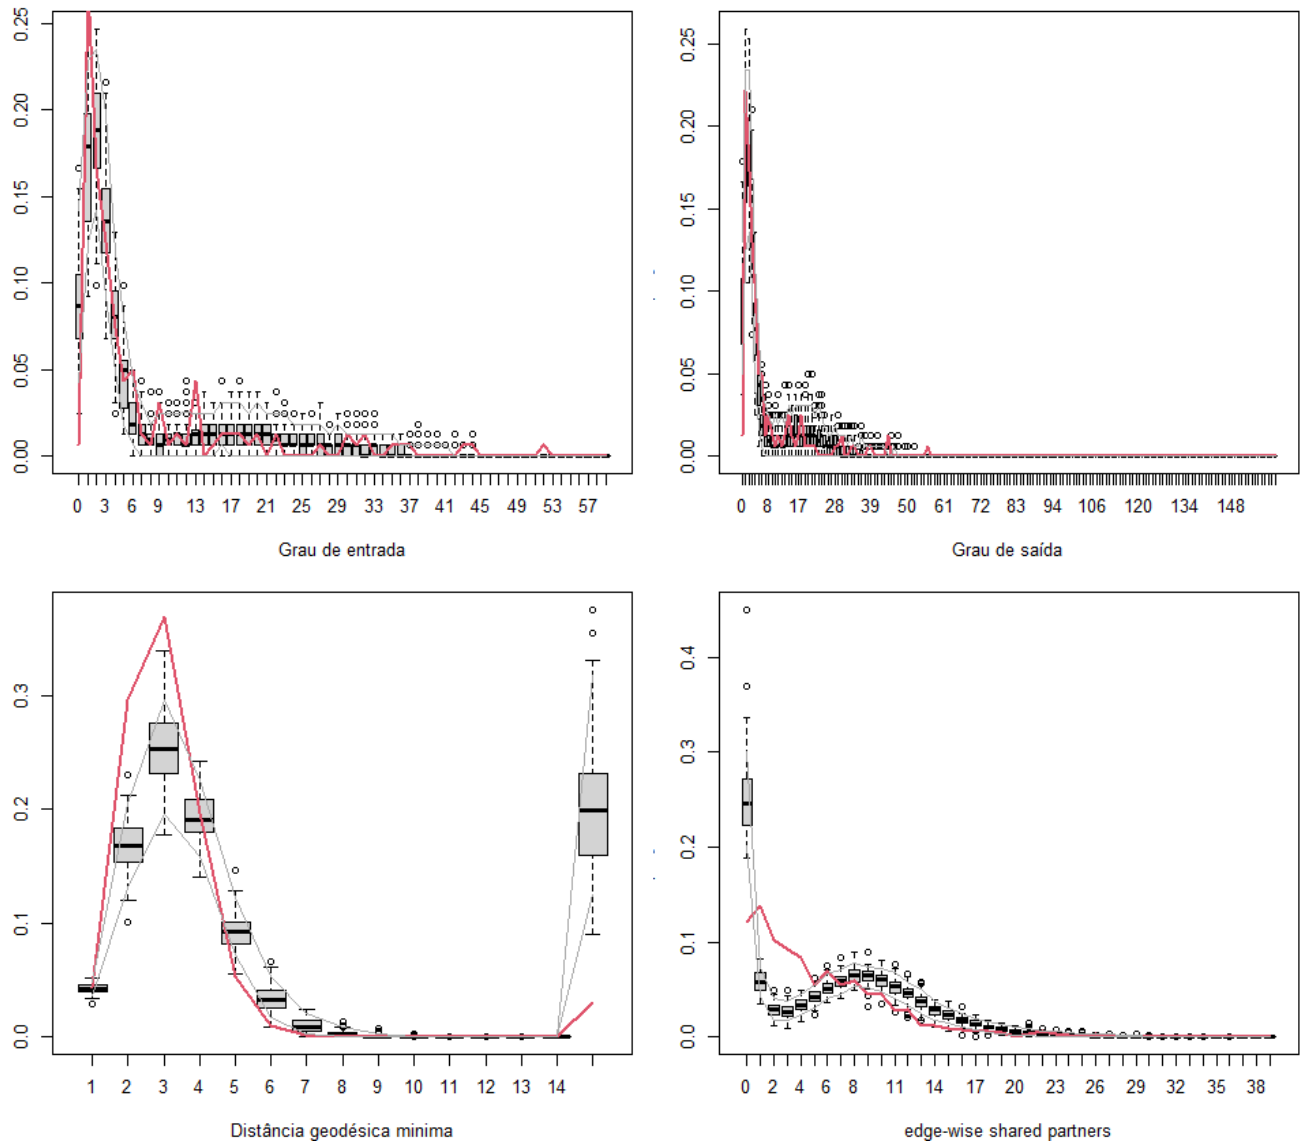 0.25
0.20
0.15
0.10
0.05
0.00
0 3 6 9 13 17 21 25 29 33 37 41 45 49 53 57
Grau de entrada
0.25
0.20
0.15
0.10
0.05
0.00
0 8 17 28 39 50 61 72 83 94 106 120 134 148
Grau de saída
0.3
0.2
0.1
0.0
1 2 3 4 5 6 7 8 9 10 11 12 13 14
Distância geodésica minima
0.4
0.3
0.2
0.1
0.0
0 2 4 6 8 11 14 17 20 23 26 29 32 35 38
edge-wise shared partners